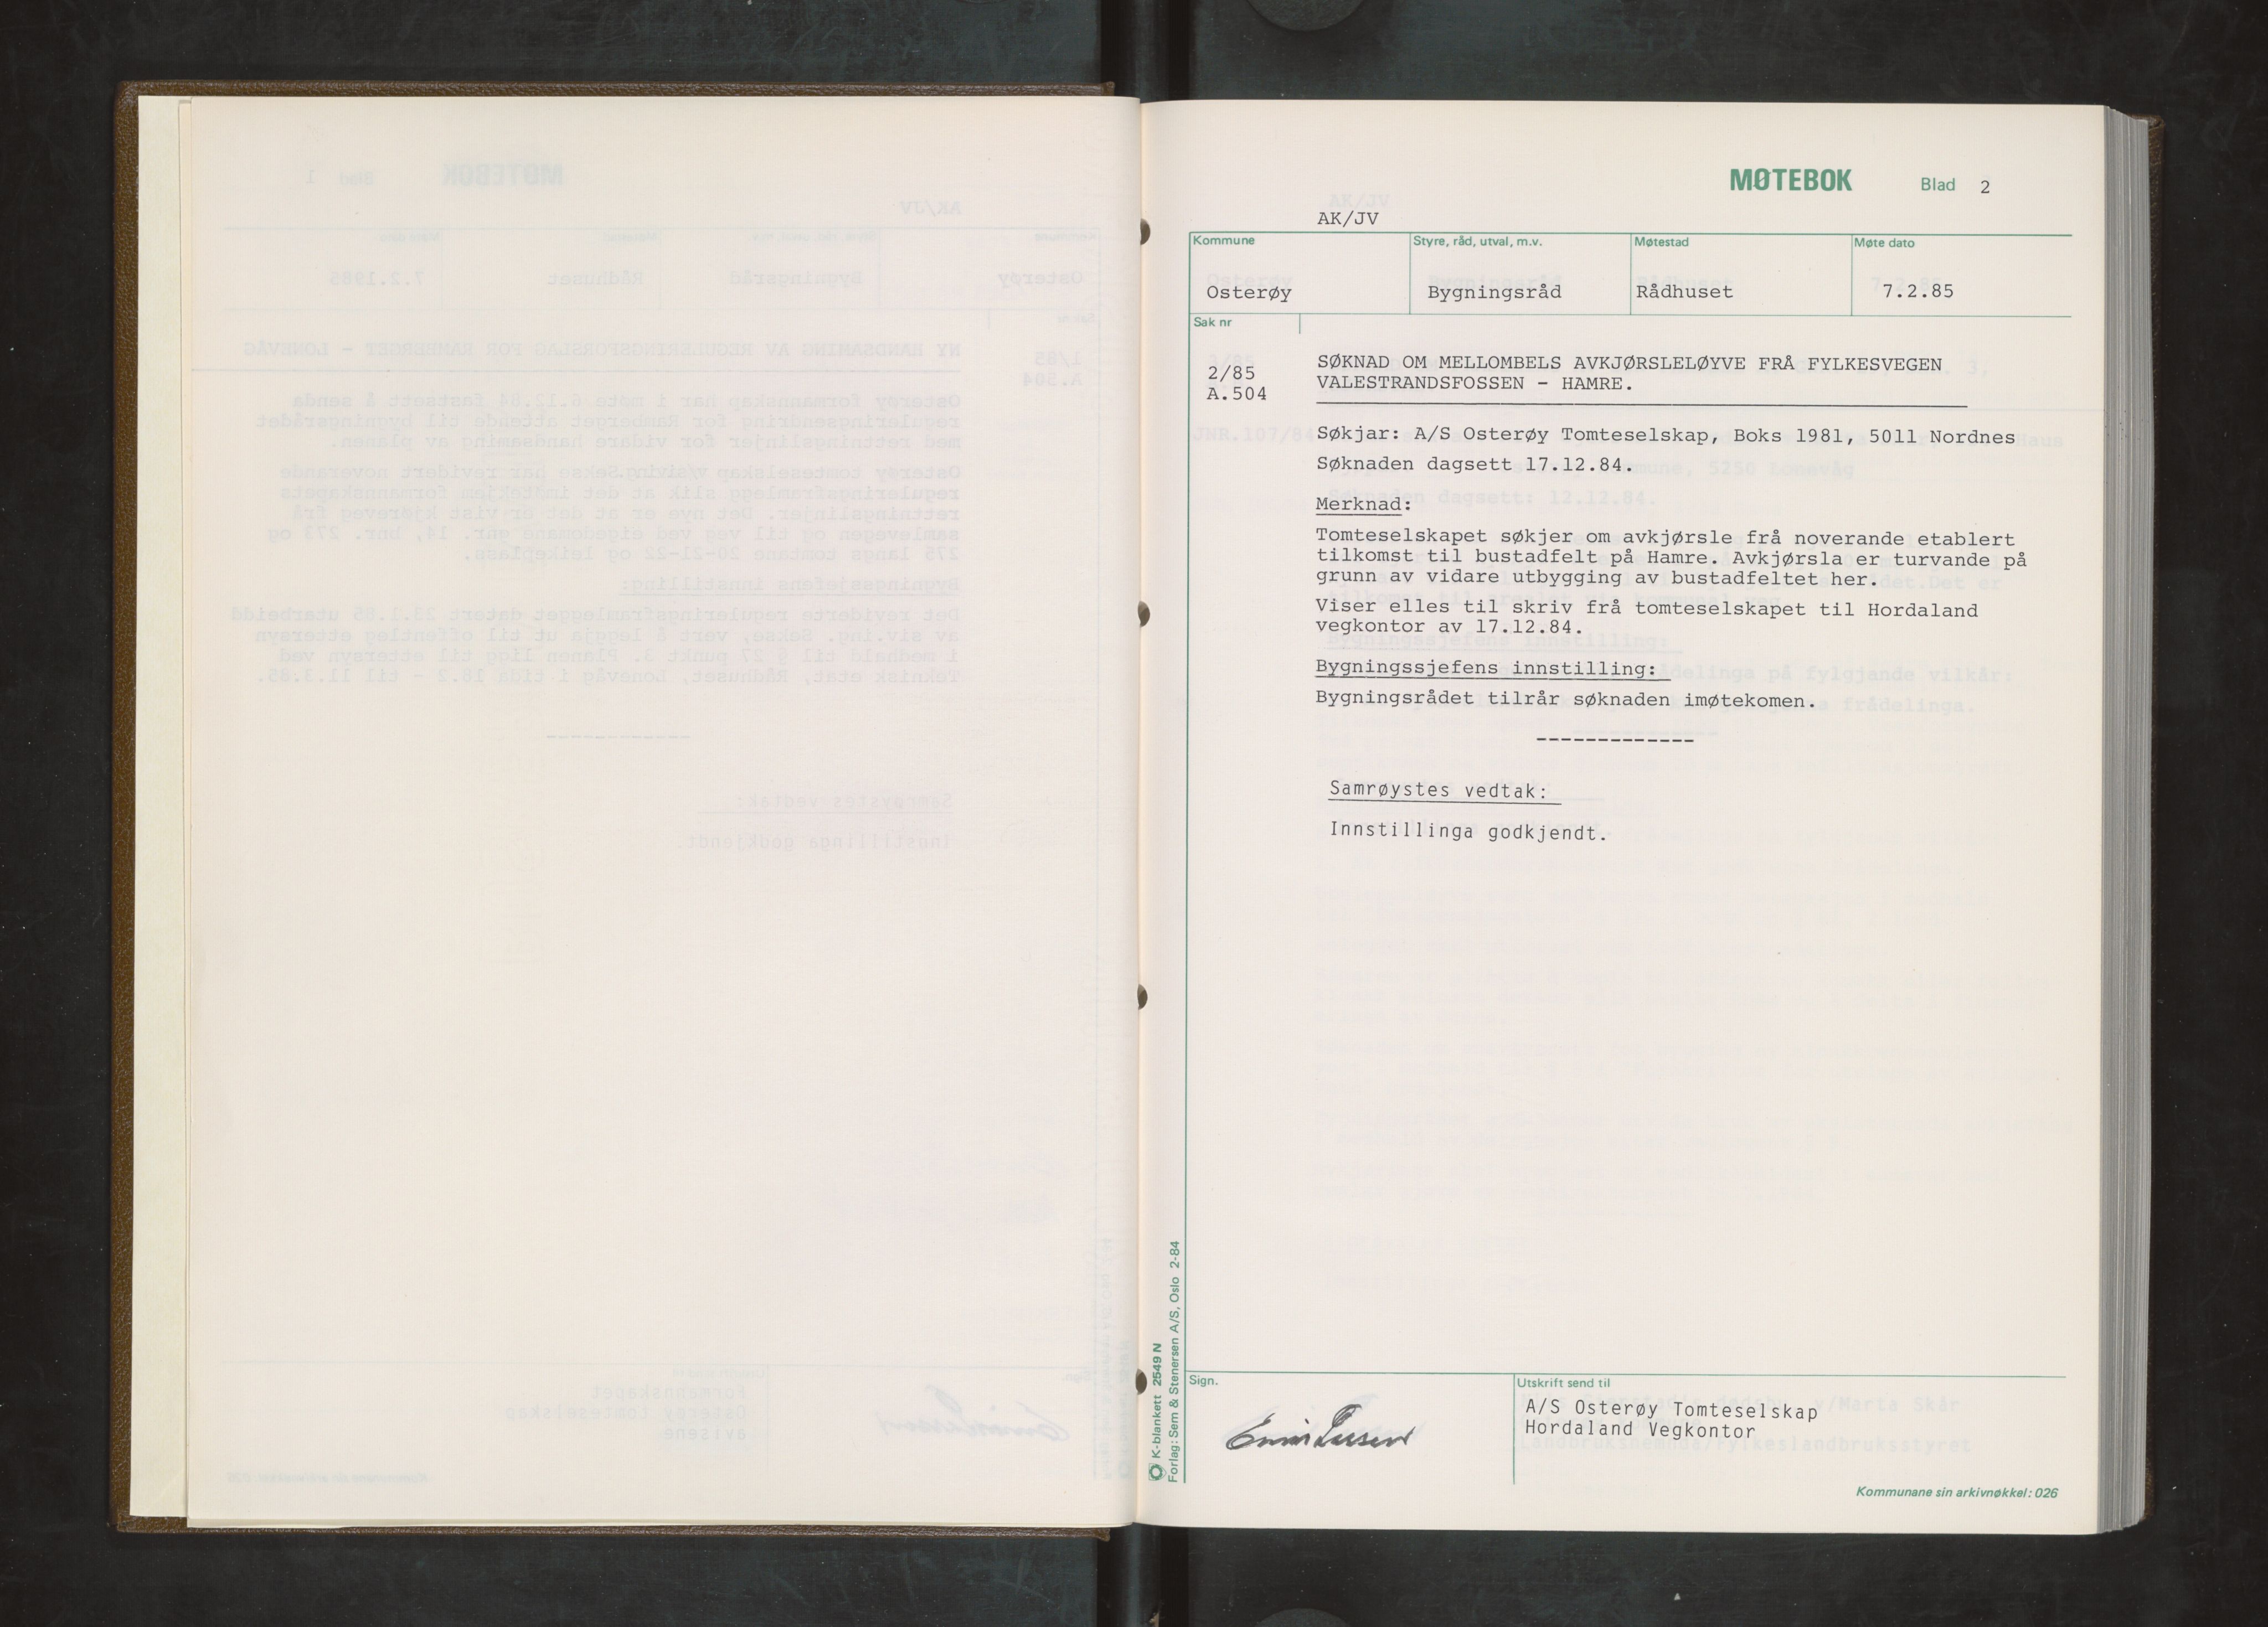 MØTEBOK Blad 2
AK/JV
Kommune Styre, råd, utval, m.v. Møtestad Møte dato
Osterøy Bygningsråd Rådhuset 7.2.85
Sak nr
2/85
A.504
SØKNAD OM MELLOMBELS AVKJØRSLELØYVE FRÅ FYLKESVEGEN
VALESTRANDSFOSSEN - HAMRE.
Søkjar: A/S Osterøy Tomteselskap, Boks 1981, 5011 Nordnes
Søknaden dagsett 17.12.84.
Merknad:
Tomteselskapet søkjer om avkjørsle frå noverande etablert
tilkomst til bustadfelt på Hamre. Avkjørsla er turvande på
grunn av vidare utbygging av bustadfeltet her.
Viser elles til skriv frå tomteselskapet til Hordaland
vegkontor av 17.12.84.
Bygningssjefens innstilling:
Bygningsrådet tilrår søknaden imøtekomen.
-------------
Samrøystes vedtak:
Innstillinga godkjendt.
K-blankett 2549 N
Forlag: Sem & Stenersen A/S, Oslo 2-84
Sign.
Utskrift send til
A/S Osterøy Tomteselskap
Hordaland Vegkontor
Kommunane sin arkivnøkkel: 026